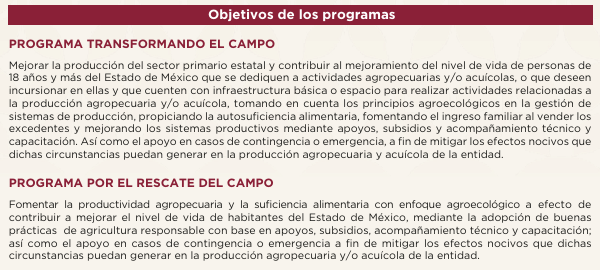 Objetivos de los programas
PROGRAMA TRANSFORMANDO EL CAMPO
Mejorar la producción del sector primario estatal y contribuir al mejoramiento del nivel de vida de personas de
18 años y más del Estado de México que se dediquen a actividades agropecuarias y/o acuícolas, o que deseen
incursionar en ellas y que cuenten con infraestructura básica o espacio para realizar actividades relacionadas a
la producción agropecuaria y/o acuícola, tomando en cuenta los principios agroecológicos en la gestión de
sistemas de producción, propiciando la autosuficiencia alimentaria, fomentando el ingreso familiar al vender los
excedentes y mejorando los sistemas productivos mediante apoyos, subsidios y acompañamiento técnico y
capacitación. Así como el apoyo en casos de contingencia o emergencia, a fin de mitigar los efectos nocivos que
dichas circunstancias puedan generar en la producción agropecuaria y acuícola de la entidad.
PROGRAMA POR EL RESCATE DEL CAMPO
Fomentar la productividad agropecuaria y la suficiencia alimentaria con enfoque agroecológico a efecto de
contribuir a mejorar el nivel de vida de habitantes del Estado de México, mediante la adopción de buenas
prácticas de agricultura responsable con base en apoyos, subsidios, acompañamiento técnico y capacitación;
así como el apoyo en casos de contingencia o emergencia a fin de mitigar los efectos nocivos que dichas
circunstancias puedan generar en la producción agropecuaria y/o acuícola de la entidad.